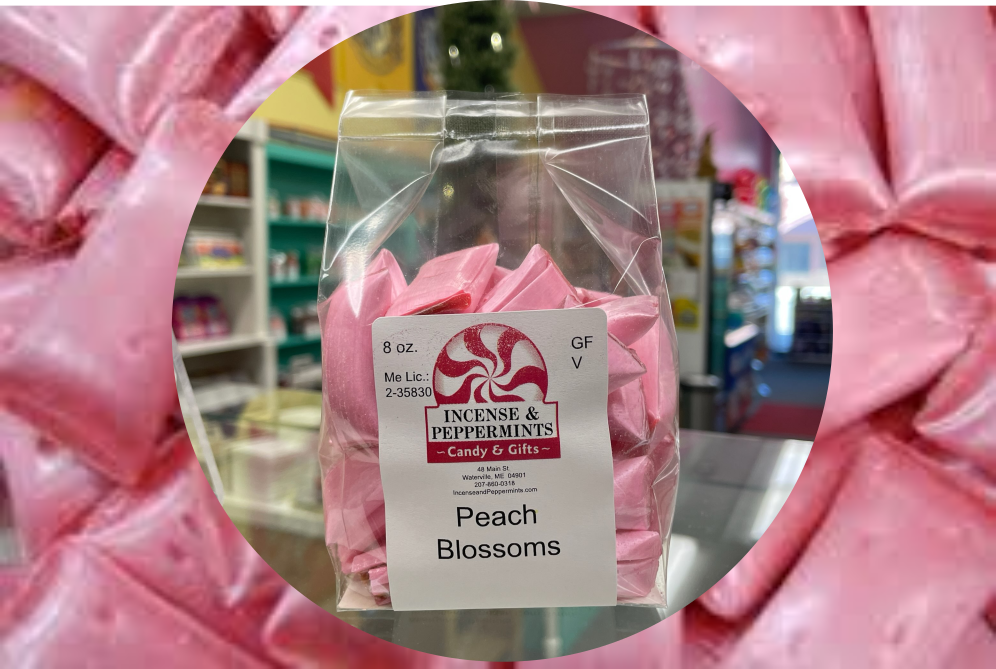 8 oz.
GF
V
Me Lic.:
2-35830
INCENSE &
PEPPERMINTS
~ Candy & Gifts ~
48 Main St.
Waterville, ME 04901
207-660-0318
IncenseandPeppermints.com
Peach
Blossoms